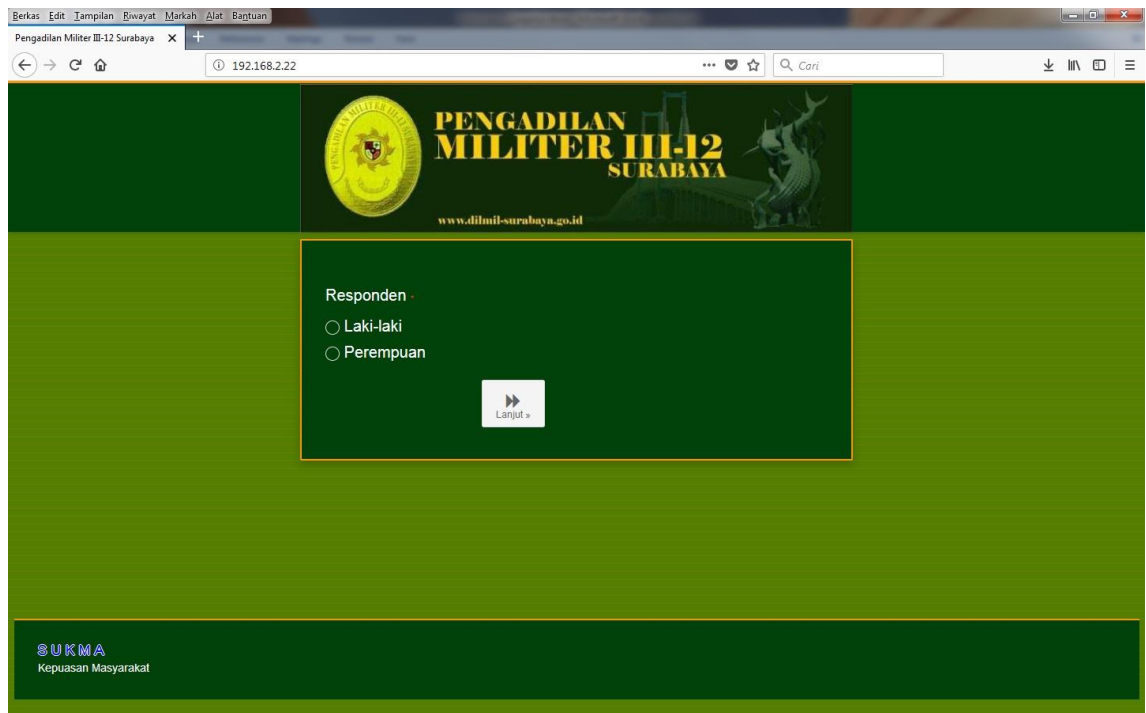 Berkas Edit Tampilan Riwayat Markah Alat Bantuan
Pengadilan Militer III-12 Surabaya
192.168.2.22
Cari
PENGADILAN
MILITER III-12
SURABAYA
www.dilmil-surabaya.go.id
Responden *
Laki-laki
Perempuan
Lanjut »
SUKMA
Kepuasan Masyarakat